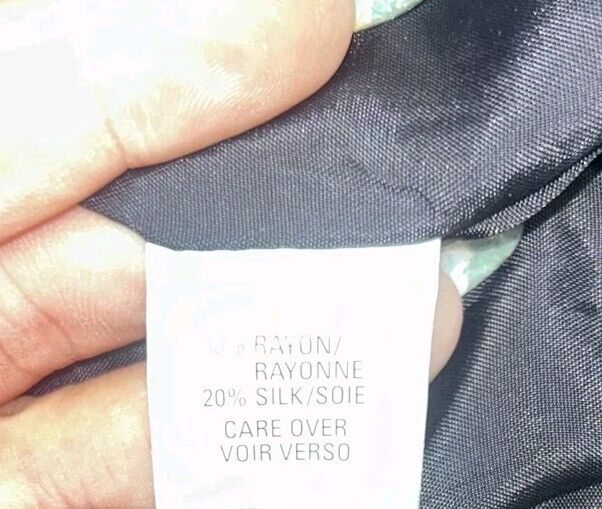 % RAYON/
RAYONNE
20% SILK/SOIE
CARE OVER
VOIR VERSO